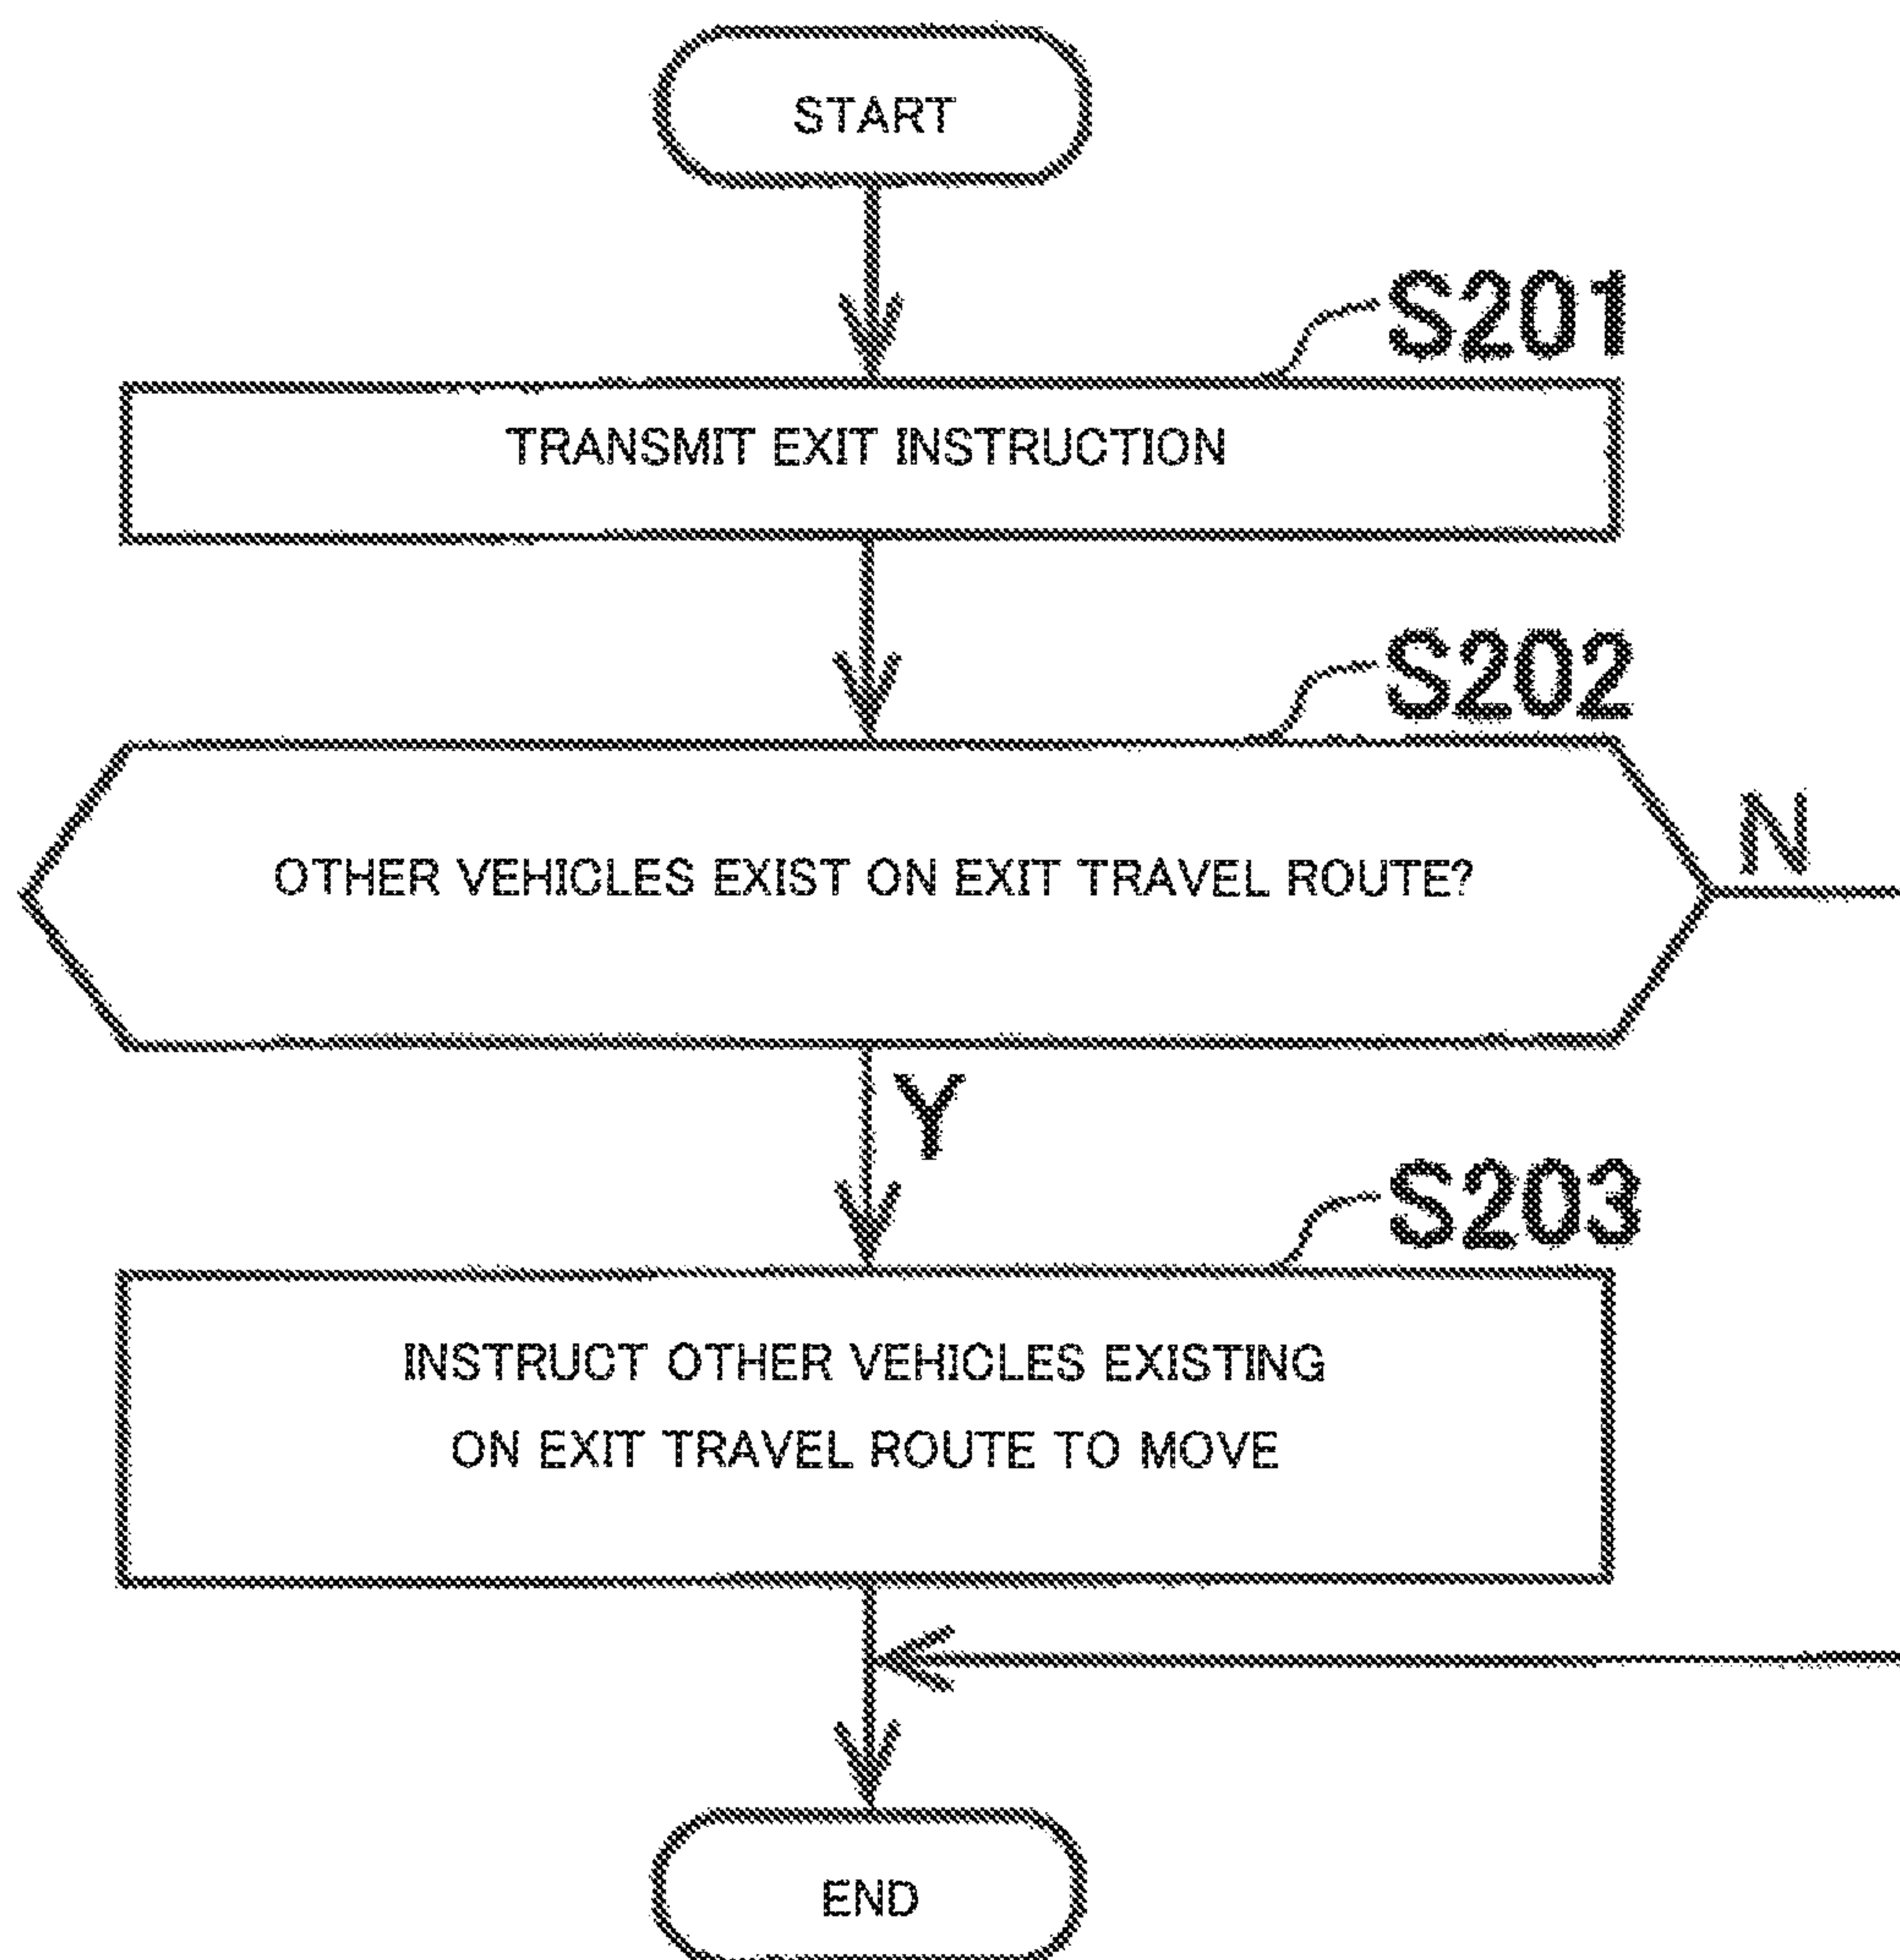 START
S201
TRANSMIT EXIT INSTRUCTION
S202
OTHER VEHICLES EXIST ON EXIT TRAVEL ROUTE?
N
Y
S203
INSTRUCT OTHER VEHICLES EXISTING
ON EXIT TRAVEL ROUTE TO MOVE
END